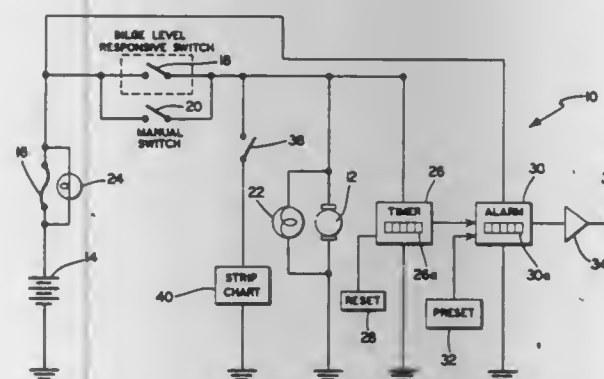 BILGE LEVEL
RESPONSIVE SWITCH
18
20
MANUAL
SWITCH
10
38
16
24
22
12
26
30
TIMER
ALARM
26a
30a
34
14
40
STRIP
CHART
RESET
28
PRESET
32